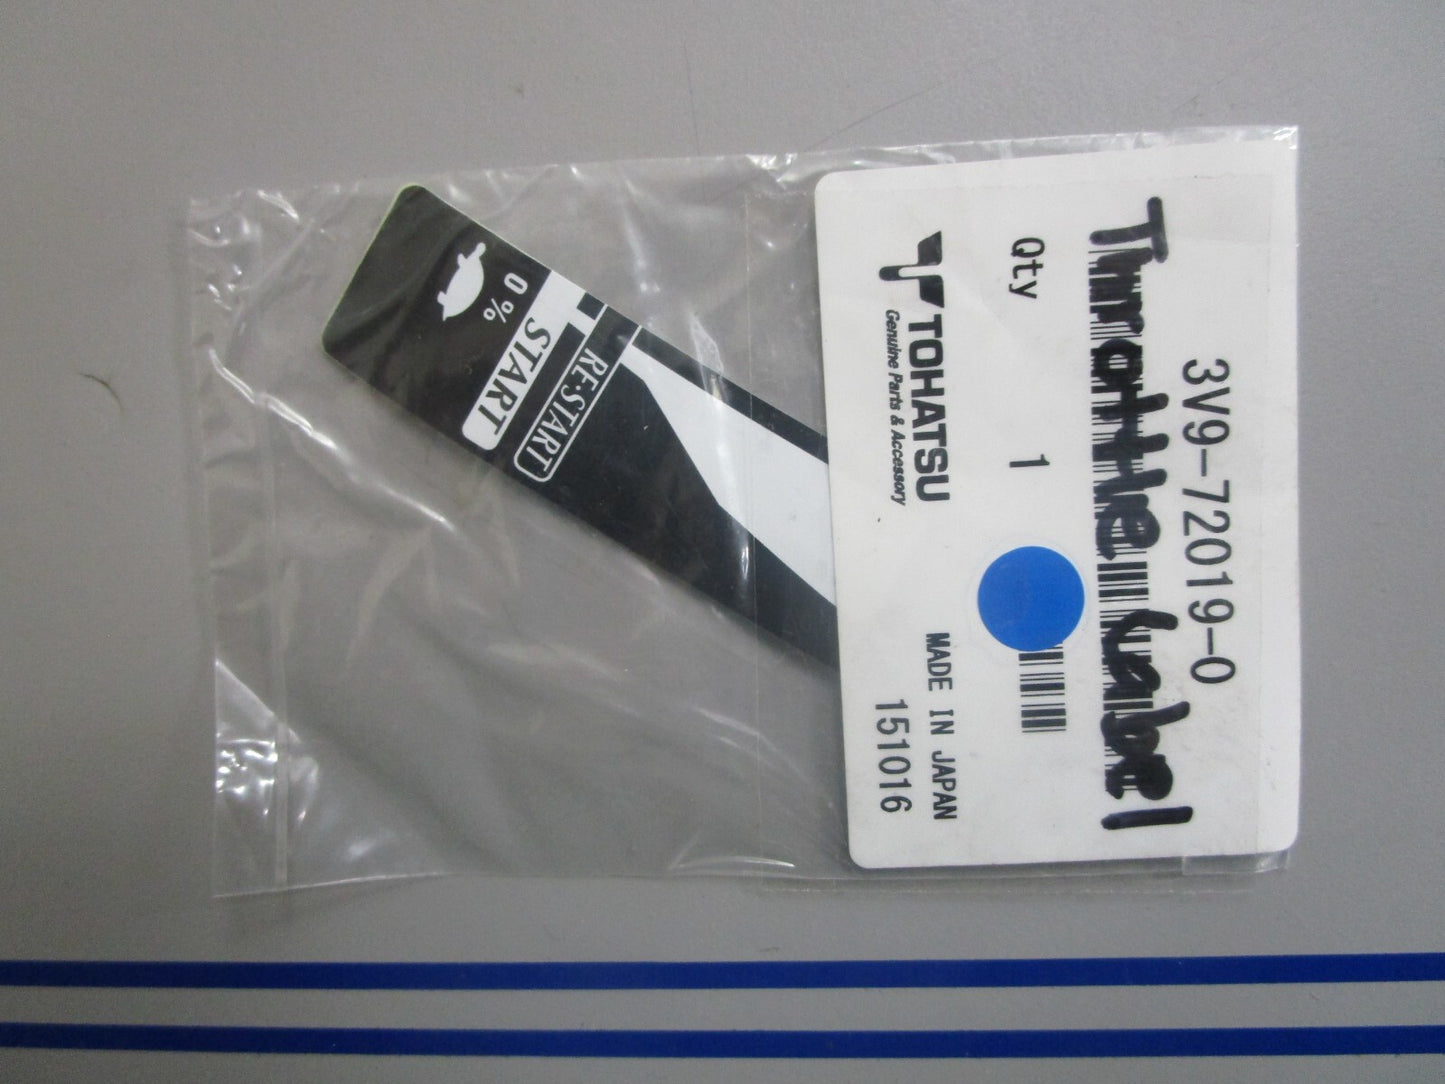 3V9-72019-0
Throttle Label
Qty 1
TOHATSU
Genuine Parts & Accessory
MADE IN JAPAN
151016
0%
START
RE·START